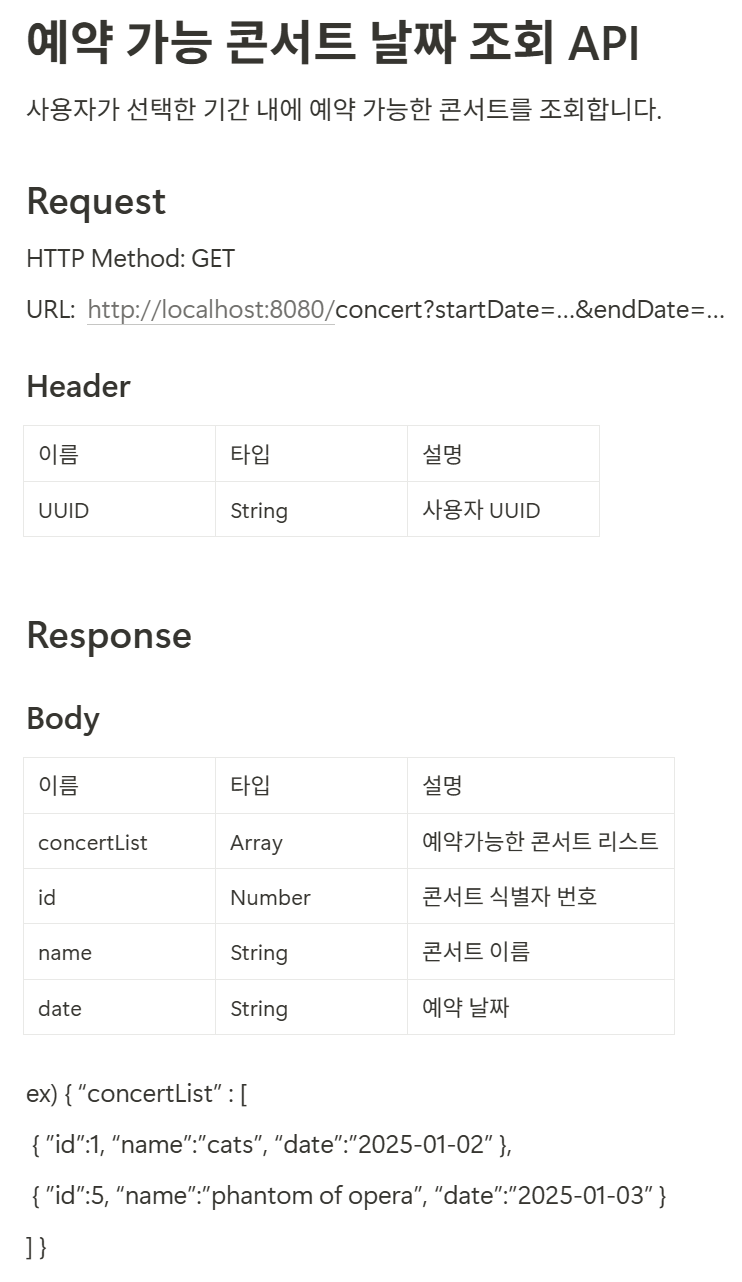 예약 가능 콘서트 날짜 조회 API
사용자가 선택한 기간 내에 예약 가능한 콘서트를 조회합니다.
Request
HTTP Method: GET
URL: http://localhost:8080/concert?startDate=...&endDate=...
Header
이름 타입 설명
UUID String 사용자 UUID
Response
Body
이름 타입 설명
concertList Array 예약가능한 콘서트 리스트
id Number 콘서트 식별자 번호
name String 콘서트 이름
date String 예약 날짜
ex) { “concertList” : [
{ ”id”:1, “name”:”cats”, “date”:”2025-01-02” },
{ ”id”:5, “name”:”phantom of opera”, “date”:”2025-01-03” }
] }